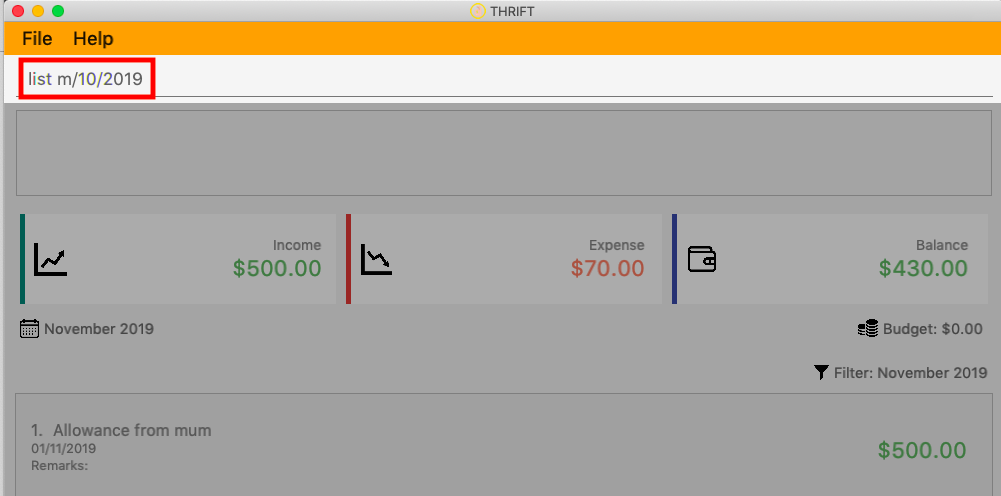 THRIFT
File Help
list m/10/2019
Income
$500.00
Expense
$70.00
Balance
$430.00
November 2019
Budget: $0.00
Filter: November 2019
1. Allowance from mum
01/11/2019
Remarks:
$500.00